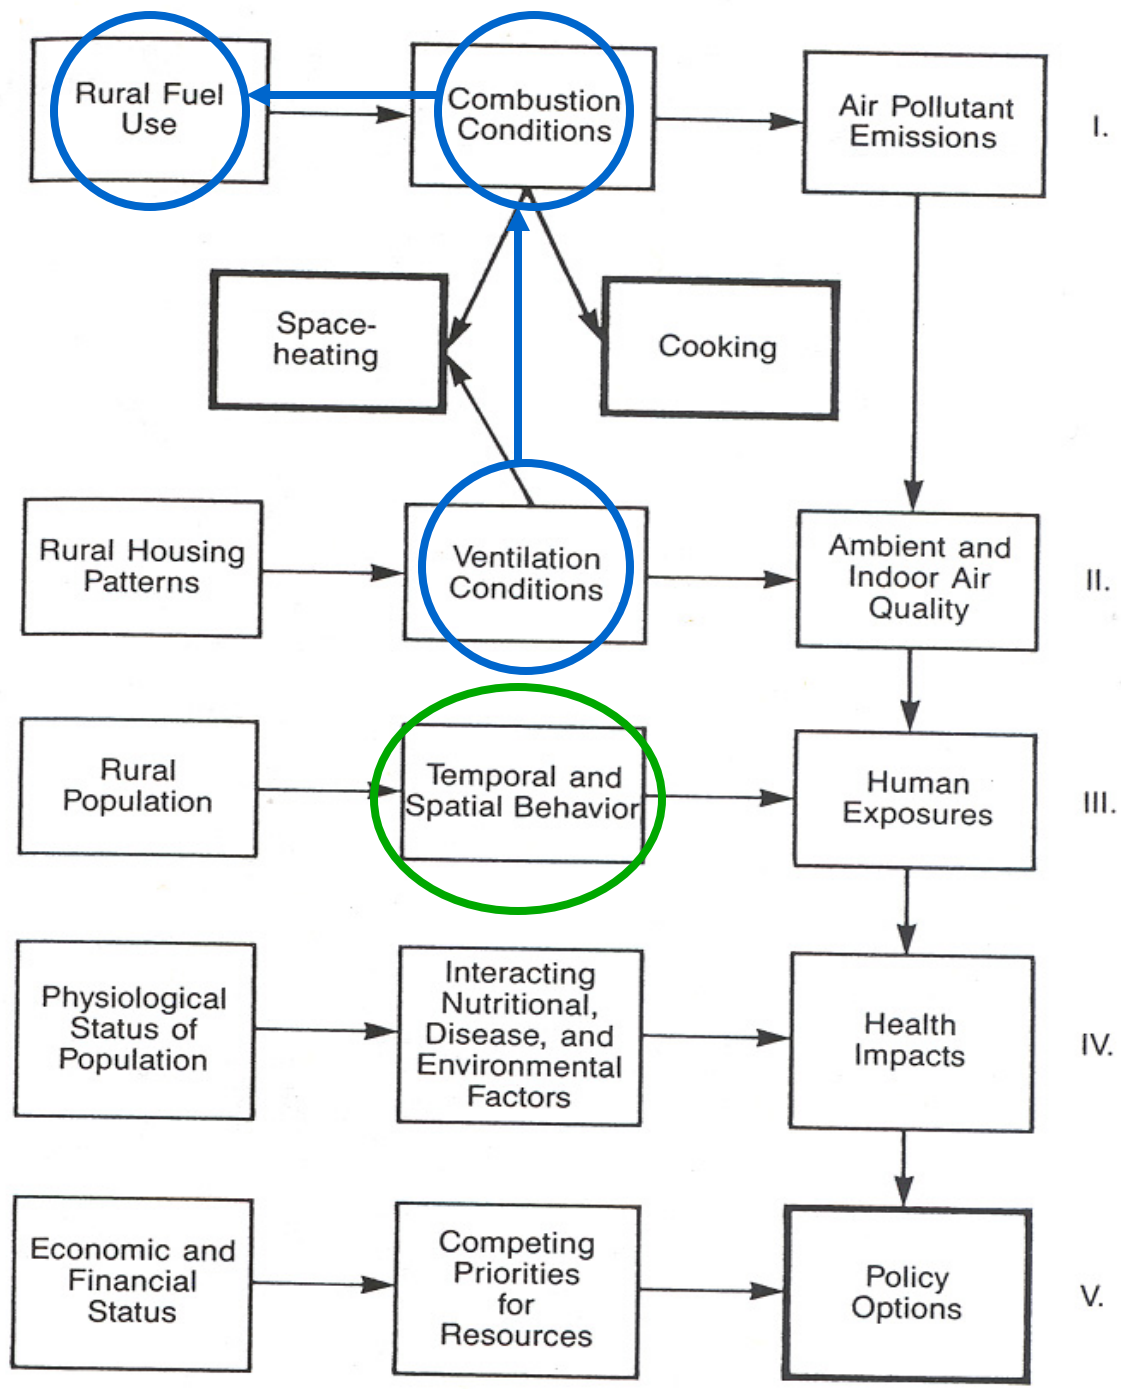 Rural Fuel
Use
Combustion
Conditions
Air Pollutant
Emissions
I.
Space-
heating
Cooking
Rural Housing
Patterns
Ventilation
Conditions
Ambient and
Indoor Air
Quality
II.
Rural
Population
Temporal and
Spatial Behavior
Human
Exposures
III.
Physiological
Status of
Population
Interacting
Nutritional,
Disease, and
Environmental
Factors
Health
Impacts
IV.
Economic and
Financial
Status
Competing
Priorities
for
Resources
Policy
Options
V.